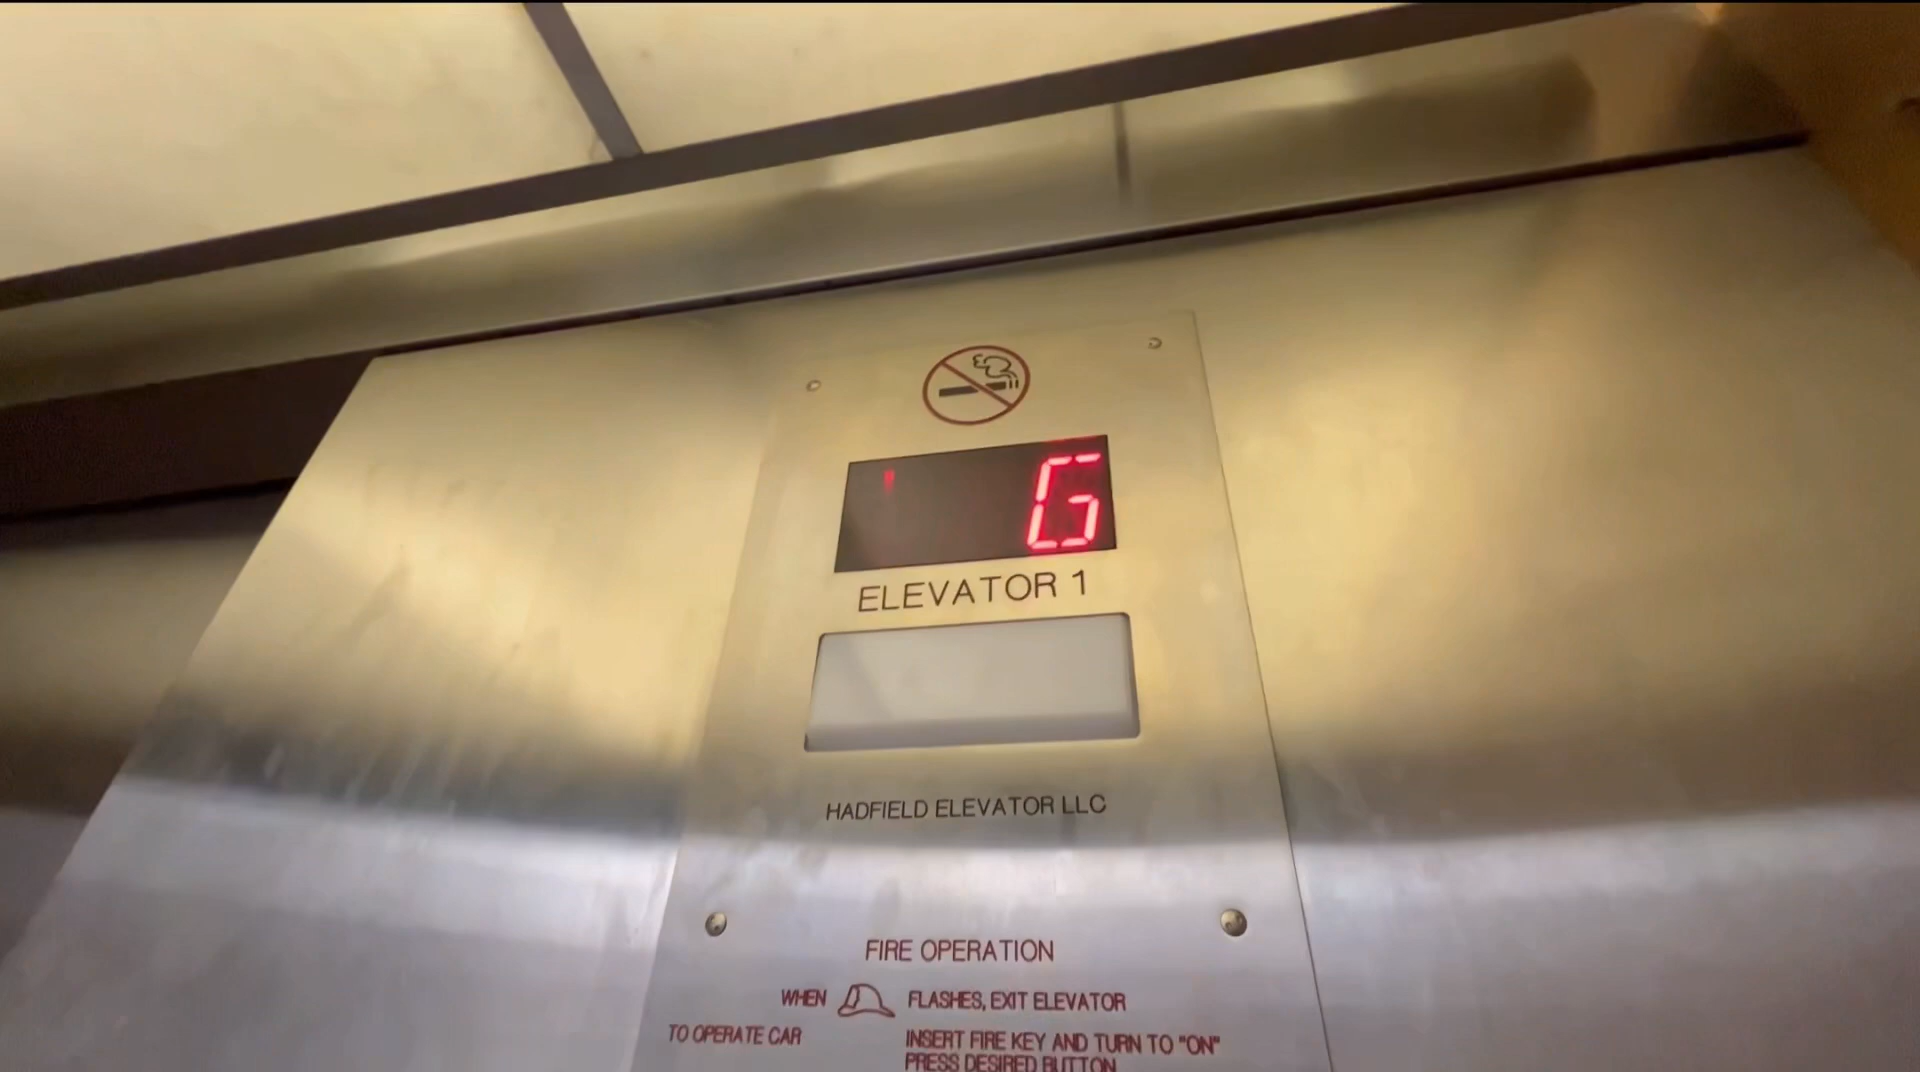 G
ELEVATOR 1
HADFIELD ELEVATOR LLC
FIRE OPERATION
WHEN FLASHES, EXIT ELEVATOR
TO OPERATE CAR INSERT FIRE KEY AND TURN TO "ON"
PRESS DESIRED BUTTON